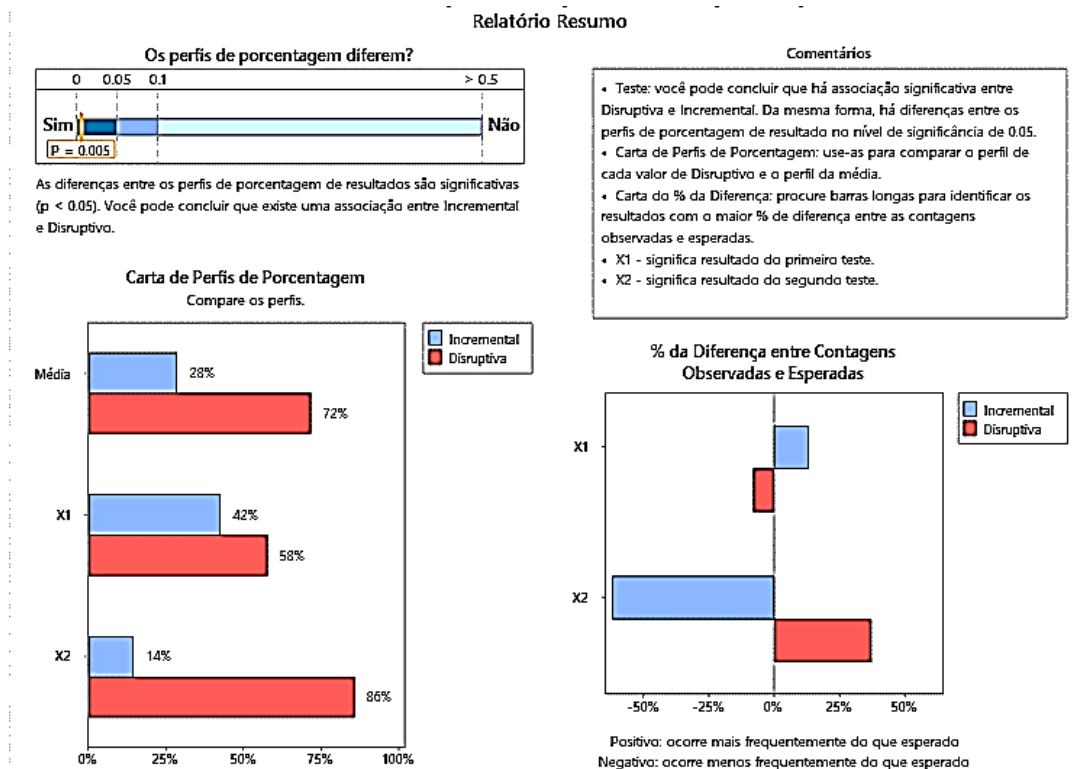 Relatório Resumo
Os perfis de porcentagem diferem?
0 0.05 0.1 > 0.5
Sim Não
P = 0.005
As diferenças entre os perfis de porcentagem de resultados são significativas
(p < 0.05). Você pode concluir que existe uma associação entre Incremental
e Disruptiva.
Comentários
• Teste: você pode concluir que há associação significativa entre
Disruptiva e Incremental. Da mesma forma, há diferenças entre os
perfis de porcentagem de resultado no nível de significância de 0.05.
• Carta de Perfis de Porcentagem: use-as para comparar o perfil de
cada valor de Disruptivo e o perfil da média.
• Carta do % da Diferença: procure barras longas para identificar os
resultados com o maior % de diferença entre as contagens
observadas e esperadas.
• X1 - significa resultado do primeiro teste.
• X2 - significa resultado do segundo teste.
Carta de Perfis de Porcentagem
Compare os perfis.
Incremental
Disruptiva
Média
28%
72%
X1
42%
58%
X2
14%
86%
0% 25% 50% 75% 100%
% da Diferença entre Contagens
Observadas e Esperadas
Incremental
Disruptiva
X1
X2
-50% -25% 0% 25% 50%
Positivo: ocorre mais frequentemente do que esperado
Negativo: ocorre menos frequentemente do que esperado